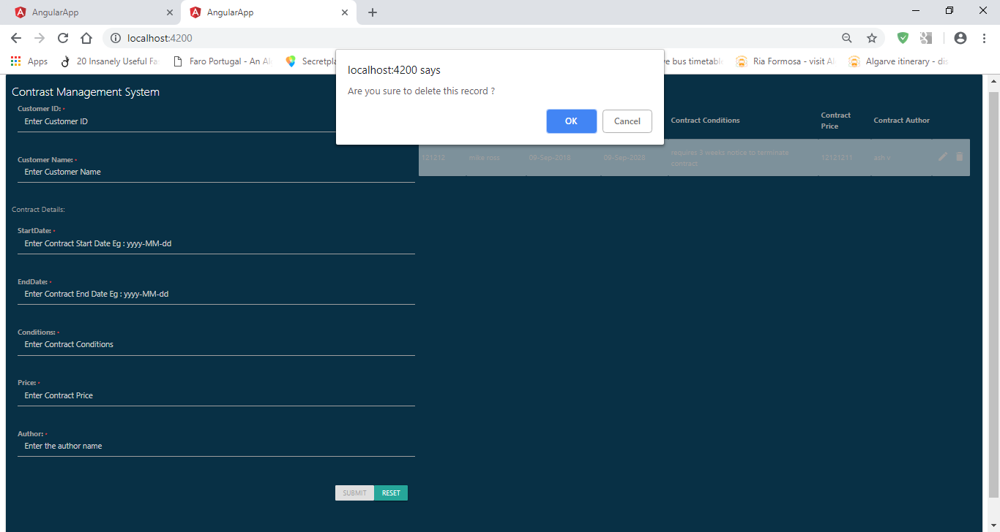 AngularApp
AngularApp
localhost:4200
Apps
20 Insanely Useful Fa
Faro Portugal - An Al
Secretpla
e bus timetable
Ria Formosa - visit Al
Algarve itinerary - dis
localhost:4200 says
Are you sure to delete this record ?
OK
Cancel
Contrast Management System
Customer ID: *
Enter Customer ID
Customer Name: *
Enter Customer Name
Contract Details:
StartDate: *
Enter Contract Start Date Eg : yyyy-MM-dd
EndDate: *
Enter Contract End Date Eg : yyyy-MM-dd
Conditions: *
Enter Contract Conditions
Price: *
Enter Contract Price
Author: *
Enter the author name
SUBMIT
RESET
Contract Conditions
Contract
Price
Contract Author
121212
mike ross
09-Sep-2028
requires 3 weeks notice to terminate
contract
12121211
ash v